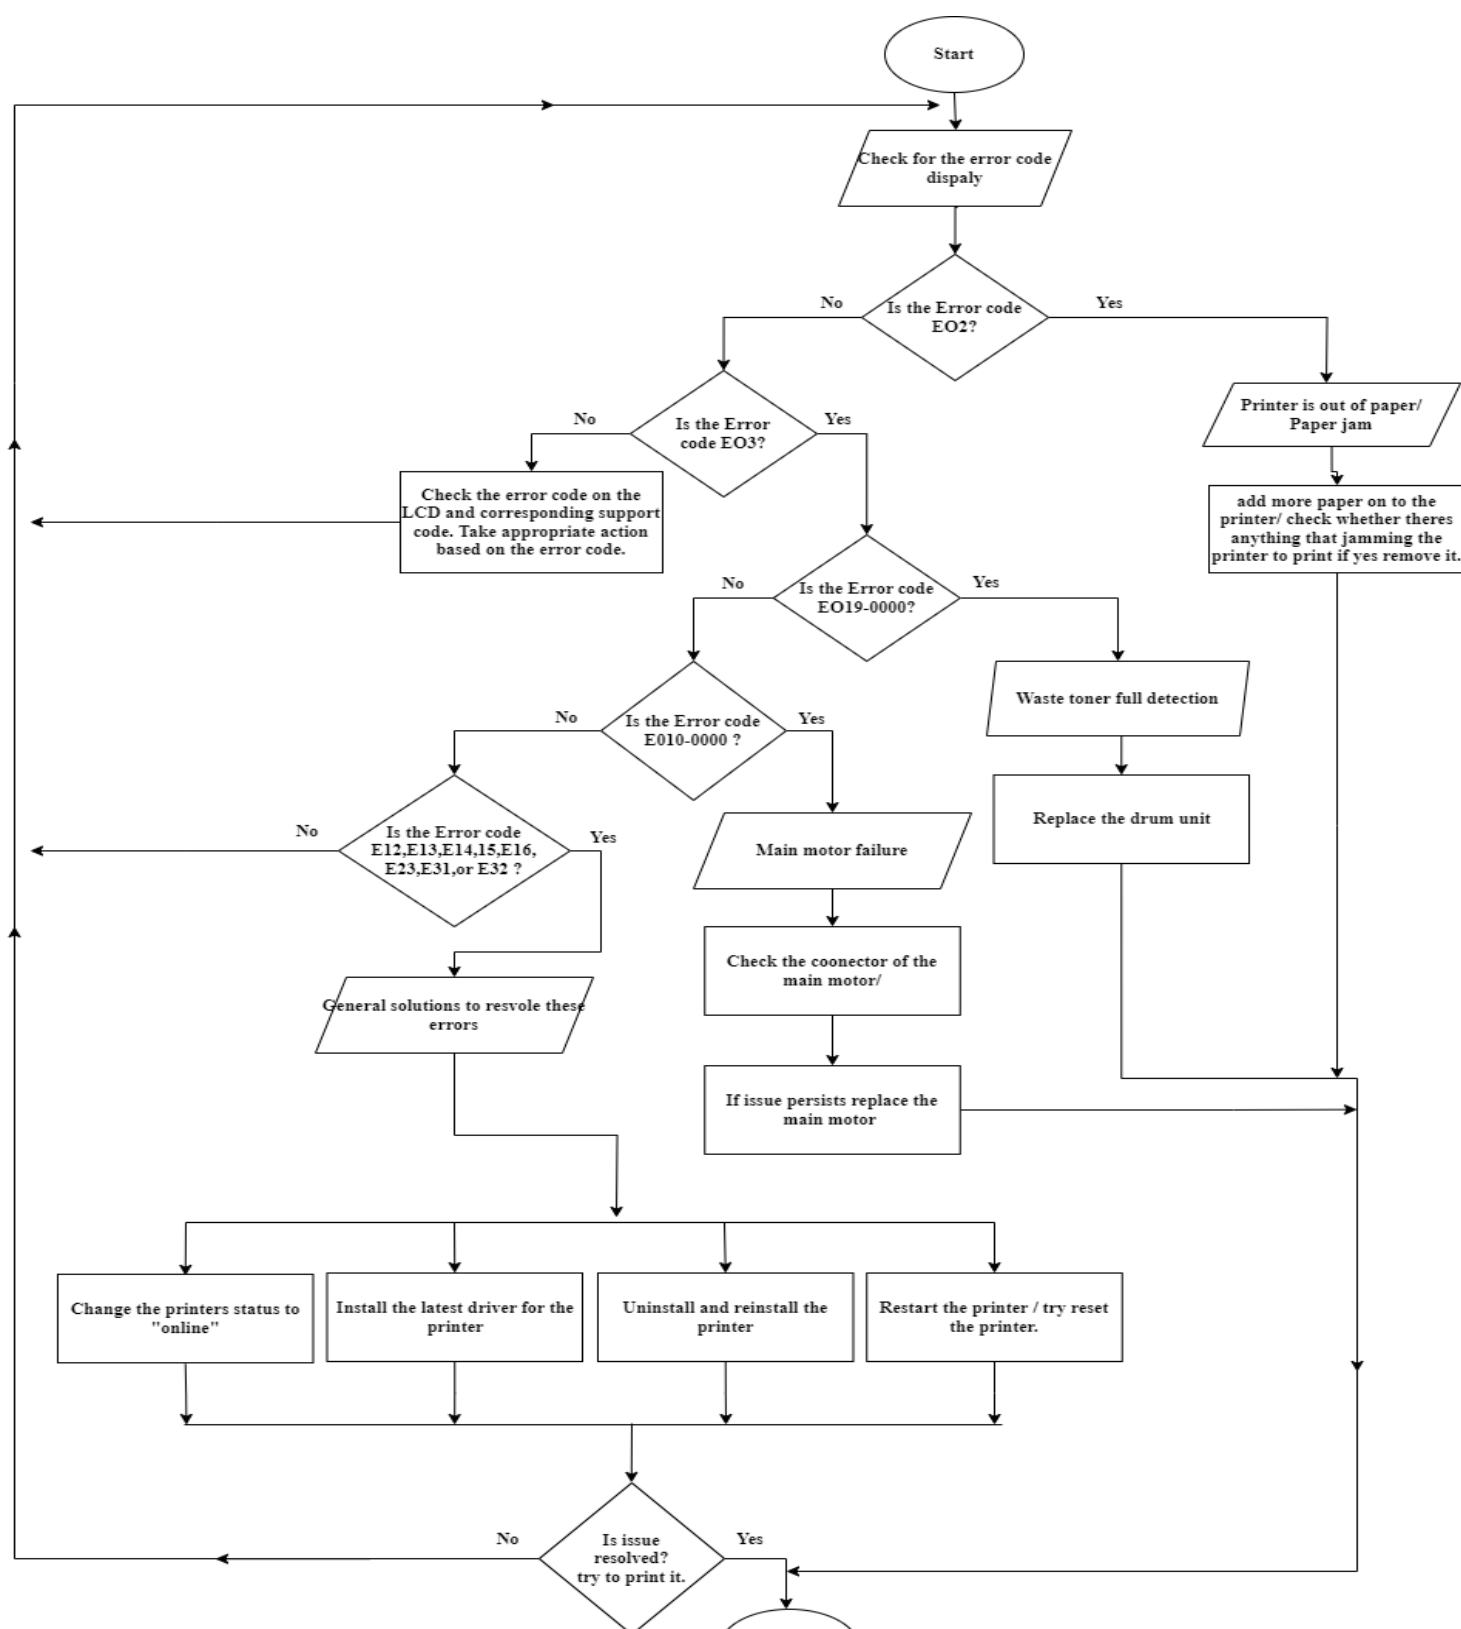 Start
Check for the error code
dispaly
Is the Error code
EO2?
No
Yes
Printer is out of paper/
Paper jam
Is the Error
code EO3?
No
Yes
Check the error code on the
LCD and corresponding support
code. Take appropriate action
based on the error code.
add more paper on to the
printer/ check whether theres
anything that jamming the
printer to print if yes remove it.
Is the Error code
EO19-0000?
No
Yes
Waste toner full detection
Is the Error code
E010-0000 ?
No
Yes
Replace the drum unit
Is the Error code
E12,E13,E14,15,E16,
E23,E31,or E32 ?
No
Yes
Main motor failure
Check the coonector of the
main motor/
General solutions to resvole these
errors
If issue persists replace the
main motor
Change the printers status to
"online"
Install the latest driver for the
printer
Uninstall and reinstall the
printer
Restart the printer / try reset
the printer.
No
Yes
Is issue
resolved?
try to print it.